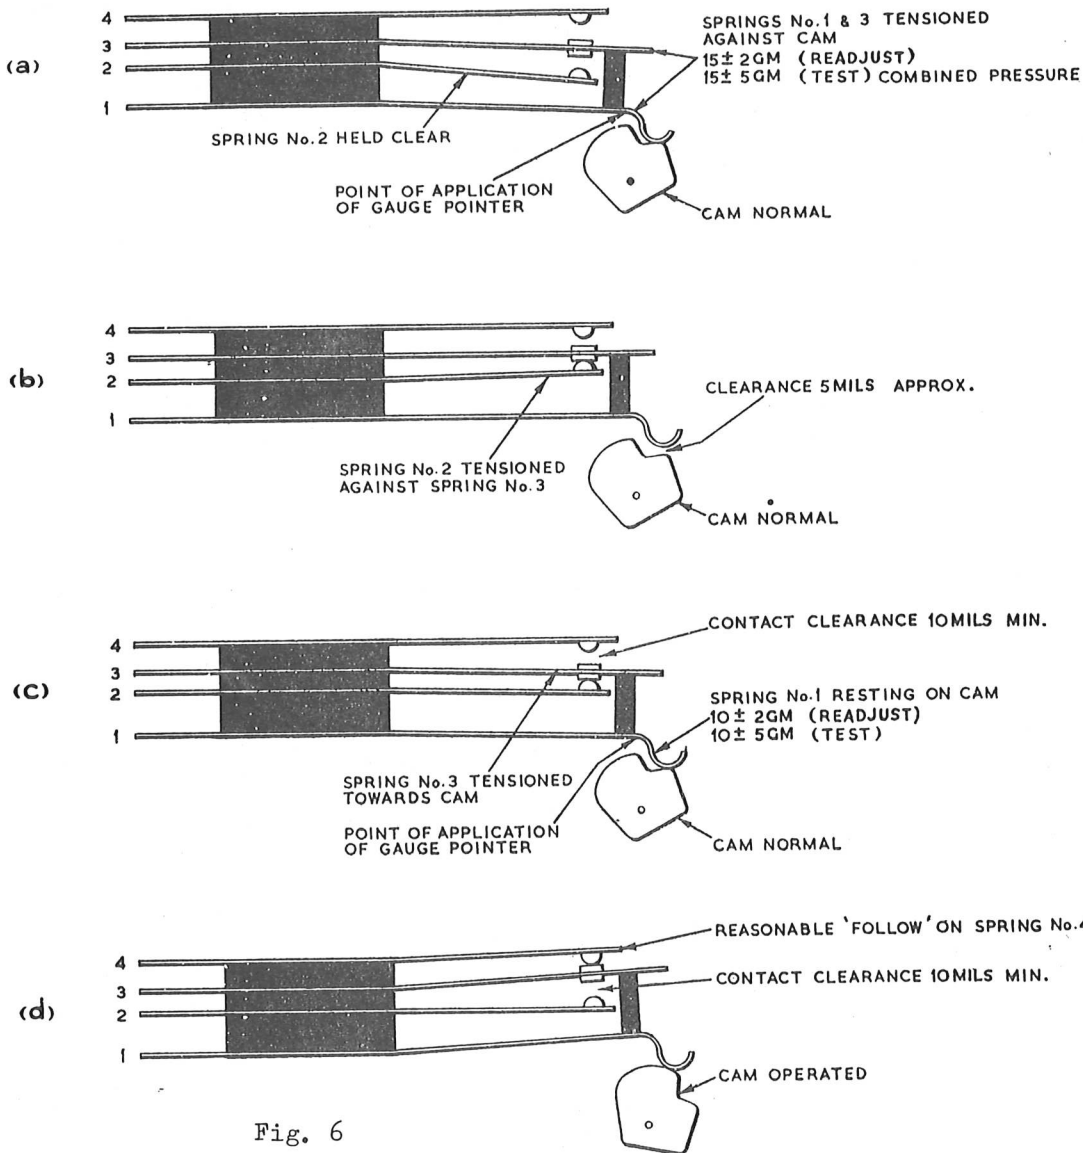 (a)
4
3
2
1
SPRINGS No.1 & 3 TENSIONED
AGAINST CAM
15± 2GM (READJUST)
15± 5GM (TEST) COMBINED PRESSURE
SPRING No.2 HELD CLEAR
POINT OF APPLICATION
OF GAUGE POINTER
CAM NORMAL
(b)
4
3
2
1
CLEARANCE 5MILS APPROX.
SPRING No.2 TENSIONED
AGAINST SPRING No.3
CAM NORMAL
(c)
4
3
2
1
CONTACT CLEARANCE 10MILS MIN.
SPRING No.1 RESTING ON CAM
10± 2GM (READJUST)
10± 5GM (TEST)
SPRING No.3 TENSIONED
TOWARDS CAM
POINT OF APPLICATION
OF GAUGE POINTER
CAM NORMAL
(d)
4
3
2
1
REASONABLE 'FOLLOW' ON SPRING No.4
CONTACT CLEARANCE 10MILS MIN.
CAM OPERATED
Fig. 6